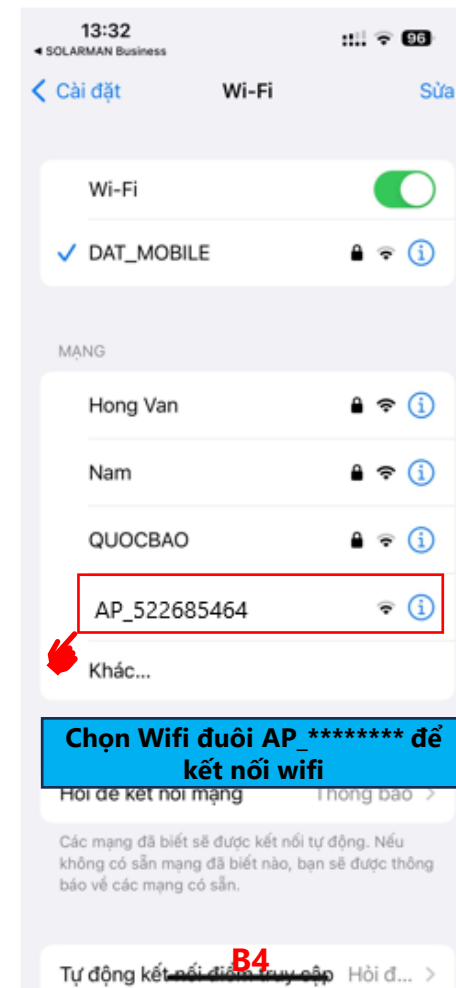 13:32
96
SOLARMAN Business
Cài đặt
Wi-Fi
Sửa
Wi-Fi
DAT_MOBILE
MẠNG
Hong Van
Nam
QUOCBAO
AP_522685464
Khác...
Chọn Wifi đuôi AP_******** để
kết nối wifi
Hỏi để kết nối mạng
Thông báo
Các mạng đã biết sẽ được kết nối tự động. Nếu
không có sẵn mạng đã biết nào, bạn sẽ được thông
báo về các mạng có sẵn.
B4
Tự động kết nối điểm truy cập
Hỏi đ...